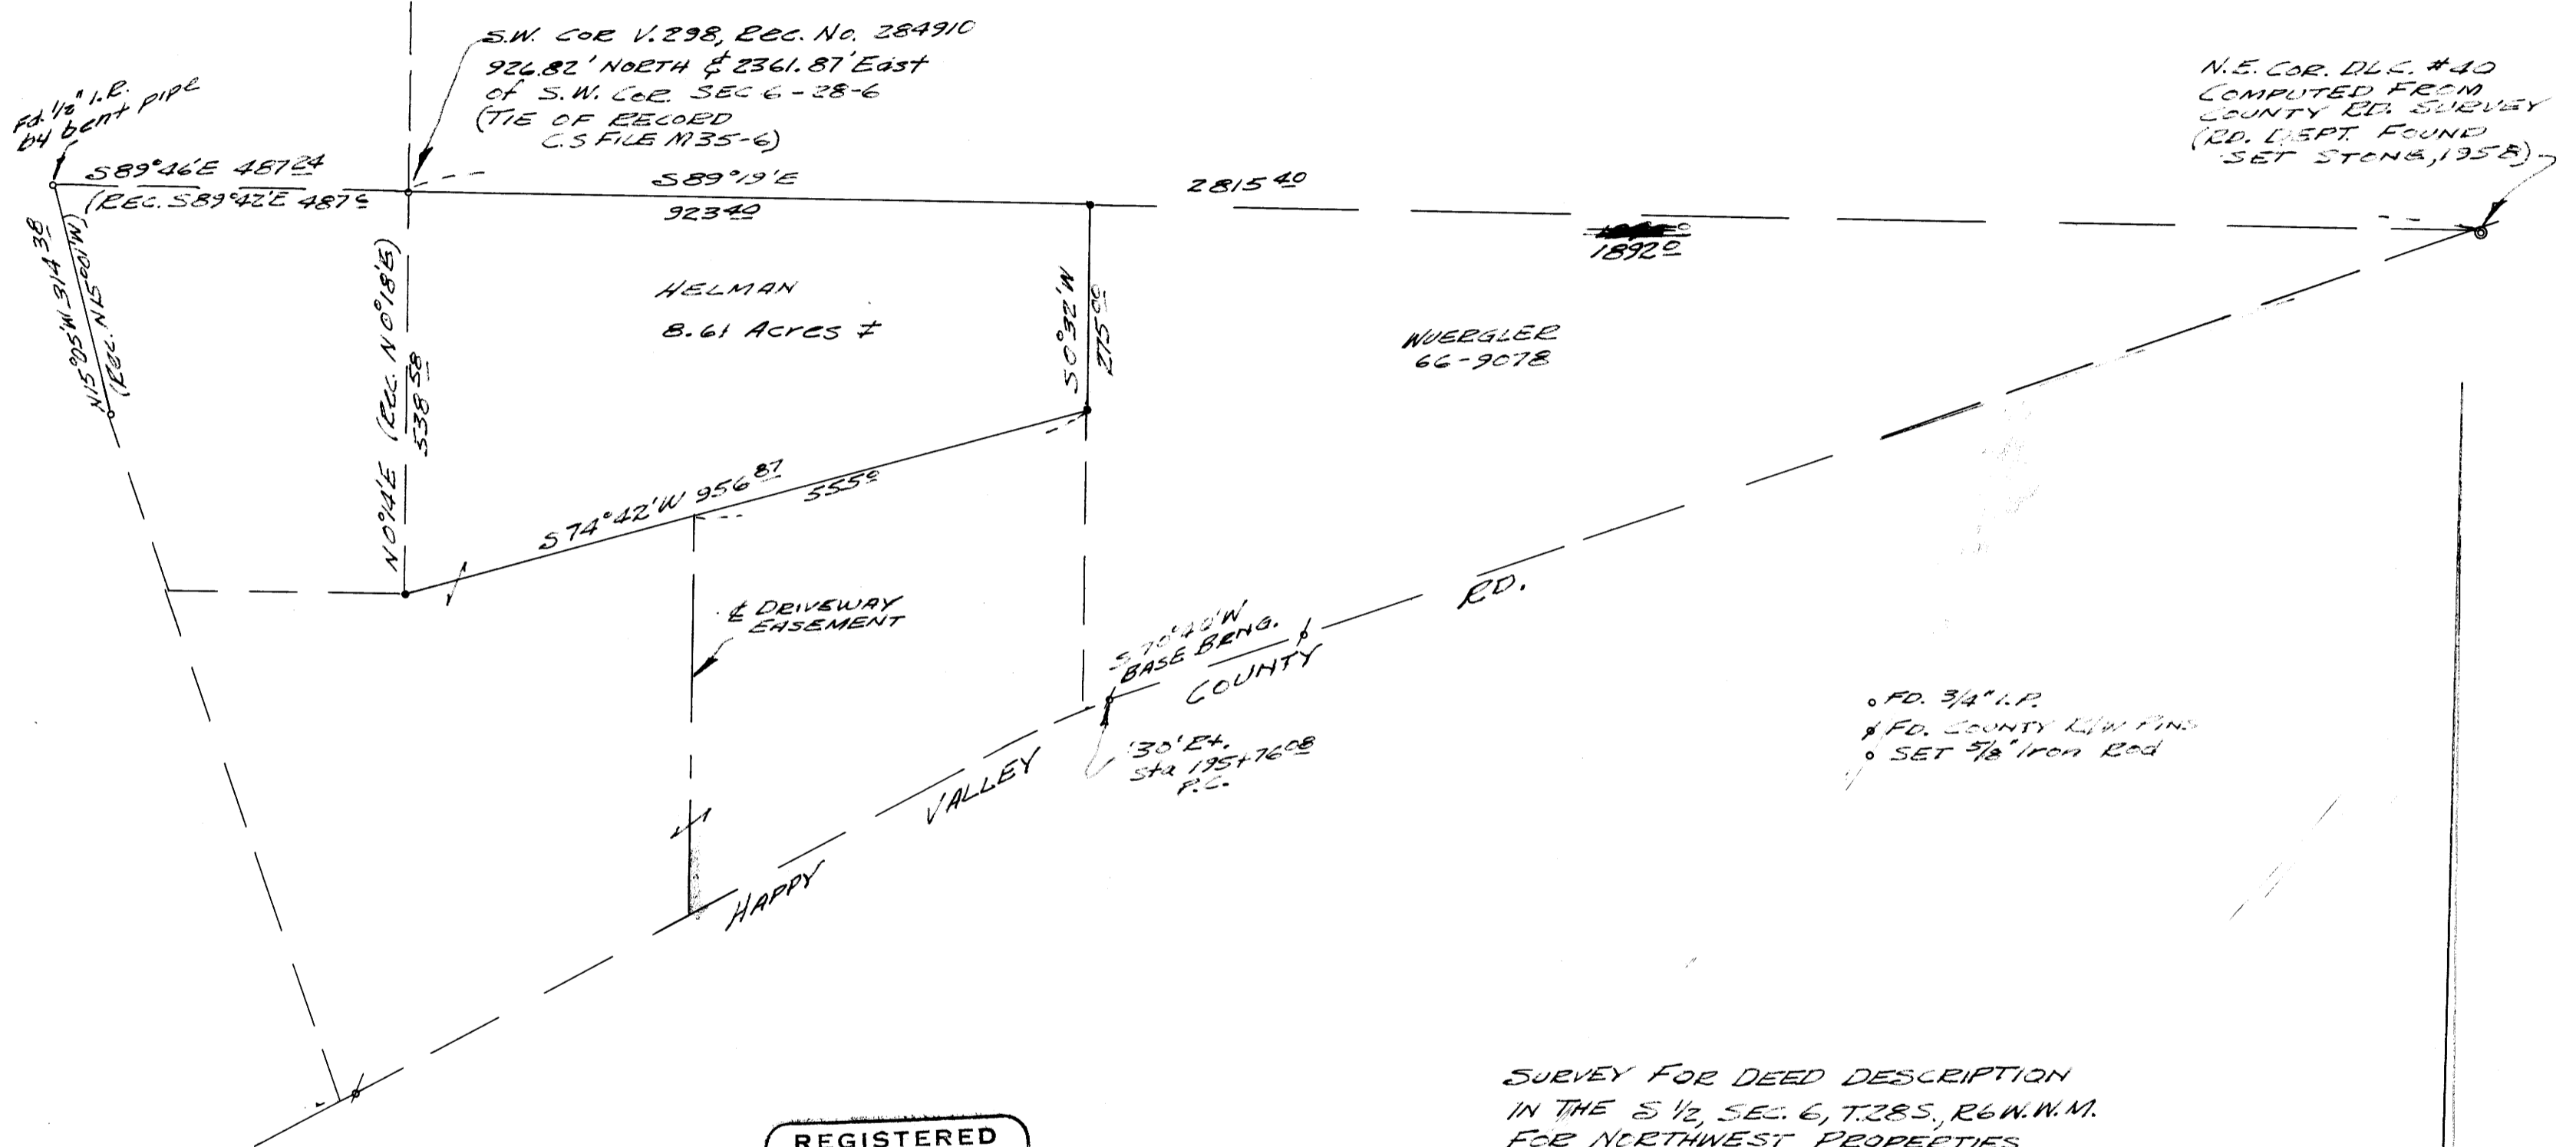 S.W. COR V.298, REC. No. 284910
926.82' NORTH & 2361.87' East
of S.W. COR. SEC 6-28-6
(TIE OF RECORD
C.S FILE M35-6)
Fd. 1/2" I.R.
by bent pipe
N.E. COR. DLC. #40
COMPUTED FROM
COUNTY RD. SURVEY
(RD. DEPT. FOUND
SET STONE, 1958)
S89°46'E 487 24
(REC. S89°42'E 487 6
S89°19'E
923 40
2815 40
1892 0
N15°05'W 314 38
(REC. N15°01'W)
N0°14'E (REC. N0°18'E)
538 58
HELMAN
8.61 Acres ±
S0°32'W
275 00
WUERGLER
66-9078
S74°42'W 956 87
555 0
℄ DRIVEWAY
EASEMENT
S70°40'W
BASE BRNG.
HAPPY VALLEY COUNTY RD.
30' Rt.
Sta 195+76 08
P.C.
FD. 3/4" I.P.
FD. COUNTY R/W PINS
SET 5/8" Iron Rod
SURVEY FOR DEED DESCRIPTION
IN THE S 1/2, SEC. 6, T.28S., R6W.W.M.
FOR NORTHWEST PROPERTIES
REGISTERED